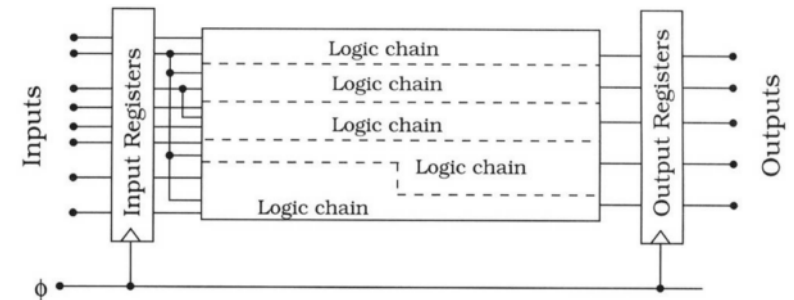 Inputs
Input Registers
Logic chain
Logic chain
Logic chain
Logic chain
Logic chain
Output Registers
Outputs
ϕ